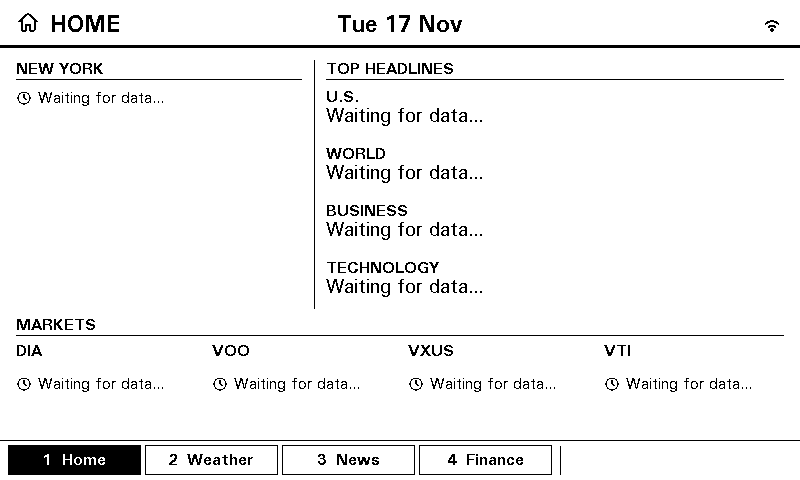 HOME
Tue 17 Nov
NEW YORK
Waiting for data...
TOP HEADLINES
U.S.
Waiting for data...
WORLD
Waiting for data...
BUSINESS
Waiting for data...
TECHNOLOGY
Waiting for data...
MARKETS
DIA
Waiting for data...
VOO
Waiting for data...
VXUS
Waiting for data...
VTI
Waiting for data...
1 Home
2 Weather
3 News
4 Finance